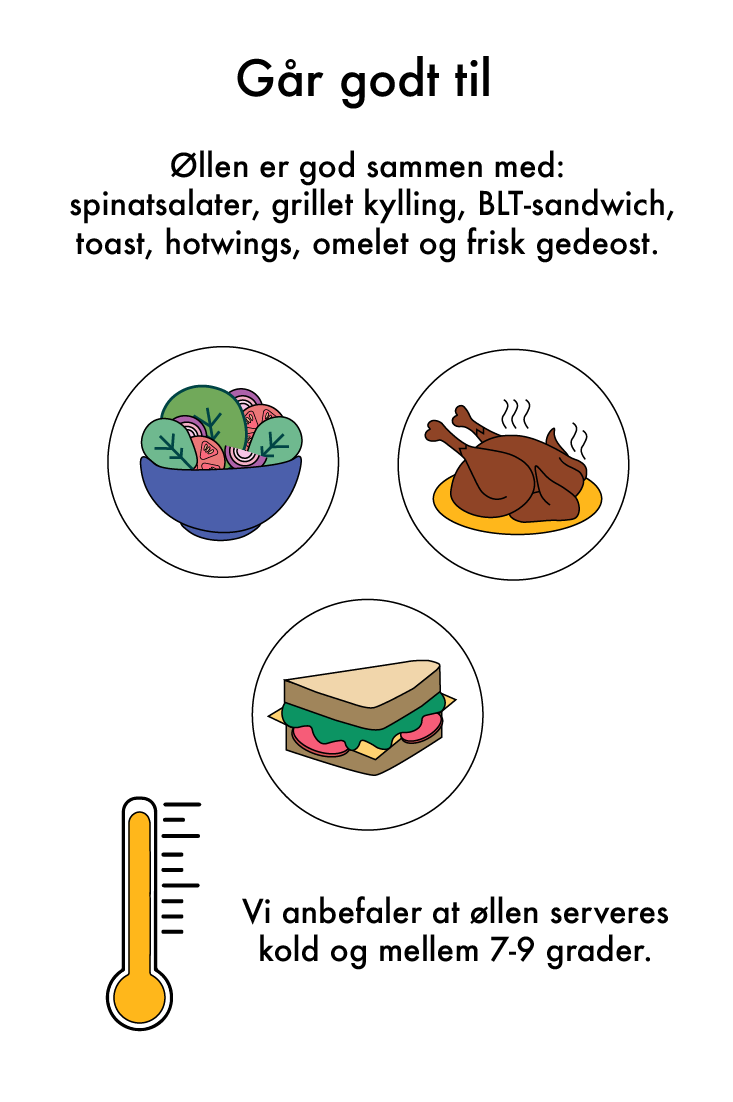 Går godt til
Øllen er god sammen med:
spinatsalater, grillet kylling, BLT-sandwich,
toast, hotwings, omelet og frisk gedeost.
Vi anbefaler at øllen serveres
kold og mellem 7-9 grader.